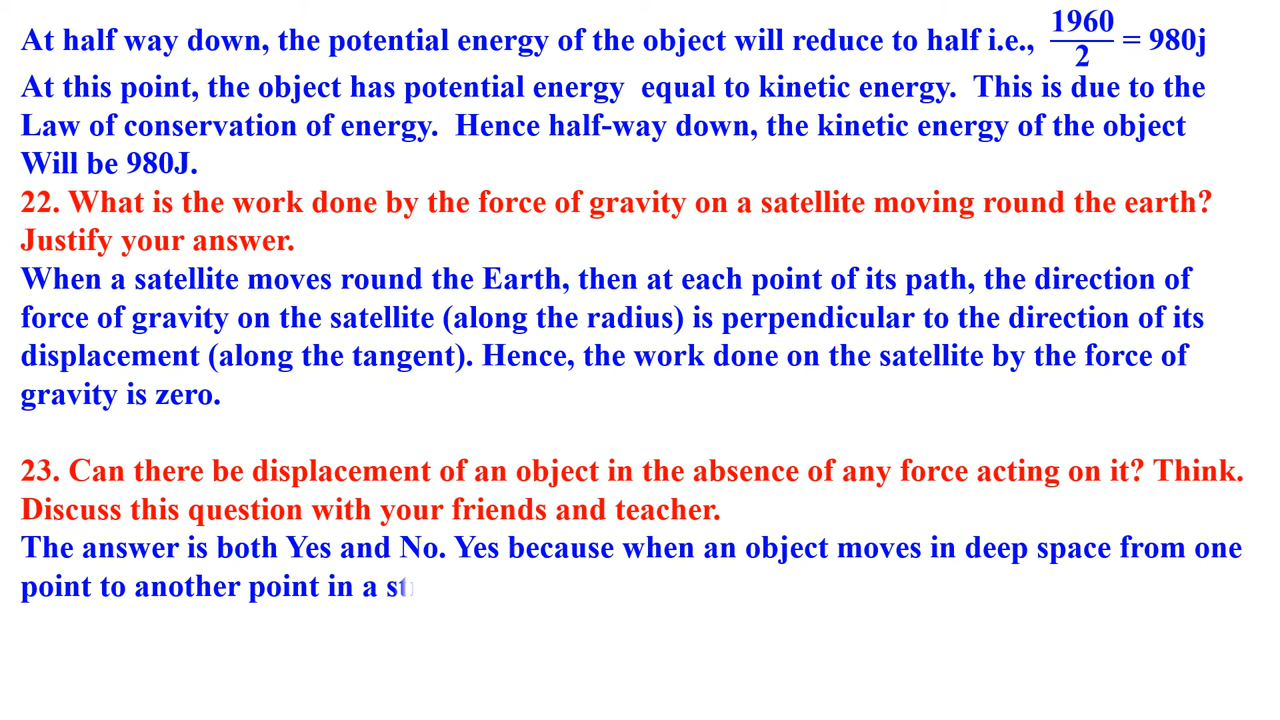 At half way down, the potential energy of the object will reduce to half i.e., 1960/2 = 980j
At this point, the object has potential energy equal to kinetic energy. This is due to the
Law of conservation of energy. Hence half-way down, the kinetic energy of the object
Will be 980J.
22. What is the work done by the force of gravity on a satellite moving round the earth?
Justify your answer.
When a satellite moves round the Earth, then at each point of its path, the direction of
force of gravity on the satellite (along the radius) is perpendicular to the direction of its
displacement (along the tangent). Hence, the work done on the satellite by the force of
gravity is zero.
23. Can there be displacement of an object in the absence of any force acting on it? Think.
Discuss this question with your friends and teacher.
The answer is both Yes and No. Yes because when an object moves in deep space from one
point to another point in a